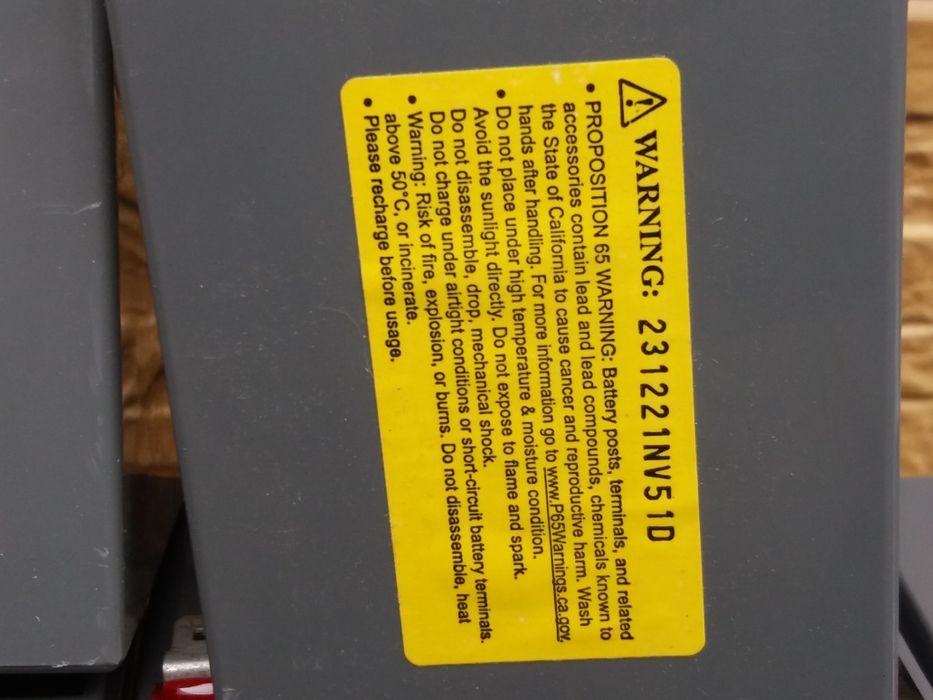 WARNING: 231221NV51D
• PROPOSITION 65 WARNING: Battery posts, terminals, and related
accessories contain lead and lead compounds, chemicals known to
the State of California to cause cancer and reproductive harm. Wash
hands after handling. For more information go to www.P65Warnings.ca.gov.
• Do not place under high temperature & moisture condition.
Avoid the sunlight directly. Do not expose to flame and spark.
Do not disassemble, drop, mechanical shock.
Do not charge under airtight conditions or short-circuit battery terminals.
• Warning: Risk of fire, explosion, or burns. Do not disassemble, heat
above 50°C, or incinerate.
• Please recharge before usage.